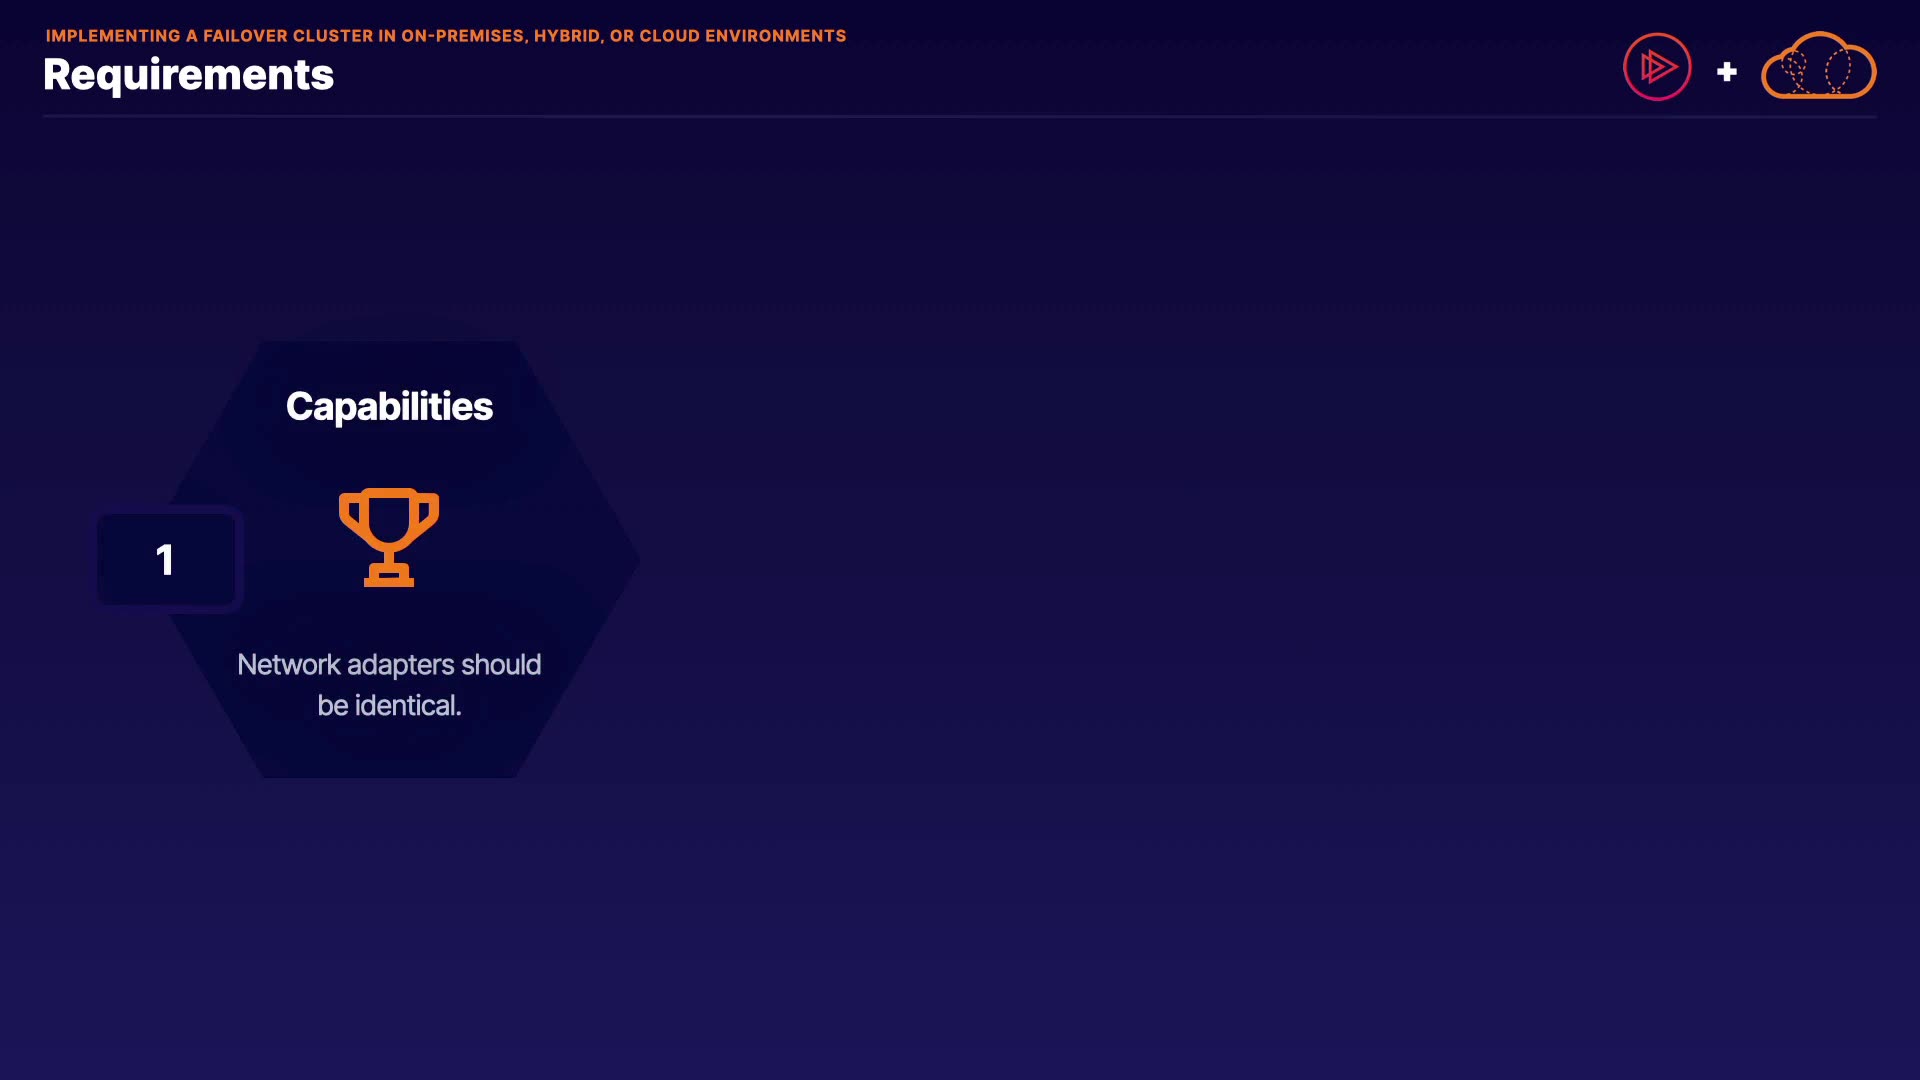 IMPLEMENTING A FAILOVER CLUSTER IN ON-PREMISES, HYBRID, OR CLOUD ENVIRONMENTS
Requirements
+
Capabilities
1
Network adapters should
be identical.